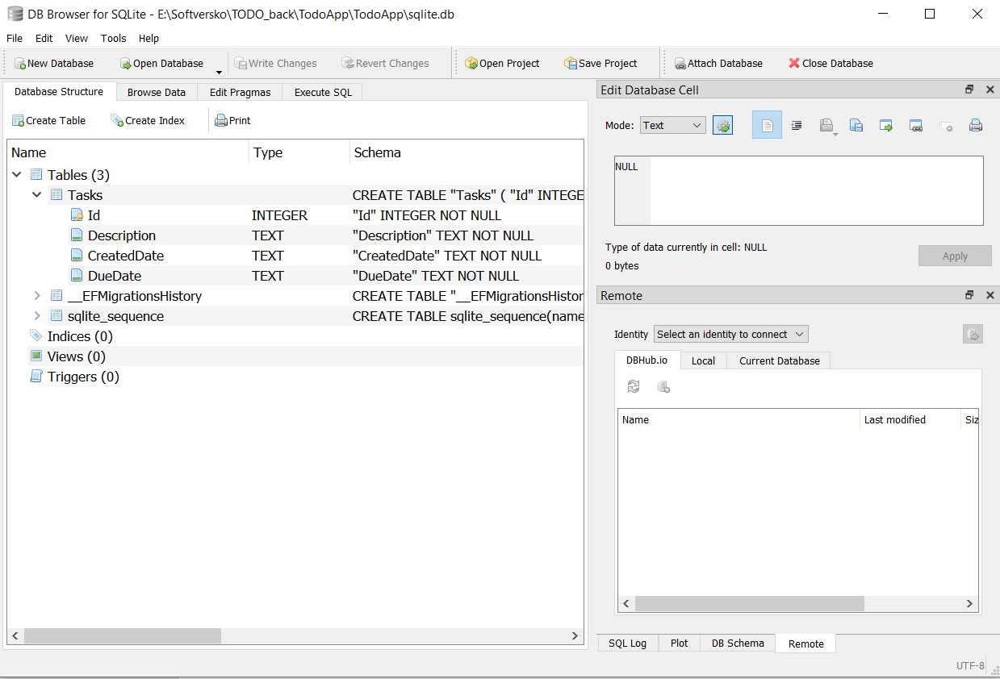 DB Browser for SQLite - E:\Softversko\TODO_back\TodoApp\TodoApp\sqlite.db
File Edit View Tools Help
New Database Open Database Write Changes Revert Changes Open Project Save Project Attach Database Close Database
Database Structure Browse Data Edit Pragmas Execute SQL
Create Table Create Index Print
Name Type Schema
Tables (3)
Tasks CREATE TABLE "Tasks" ( "Id" INTEGE
Id INTEGER "Id" INTEGER NOT NULL
Description TEXT "Description" TEXT NOT NULL
CreatedDate TEXT "CreatedDate" TEXT NOT NULL
DueDate TEXT "DueDate" TEXT NOT NULL
__EFMigrationsHistory CREATE TABLE "__EFMigrationsHistor
sqlite_sequence CREATE TABLE sqlite_sequence(name
Indices (0)
Views (0)
Triggers (0)
Edit Database Cell
Mode: Text
NULL
Type of data currently in cell: NULL
0 bytes
Apply
Remote
Identity Select an identity to connect
DBHub.io Local Current Database
Name Last modified Siz
SQL Log Plot DB Schema Remote
UTF-8